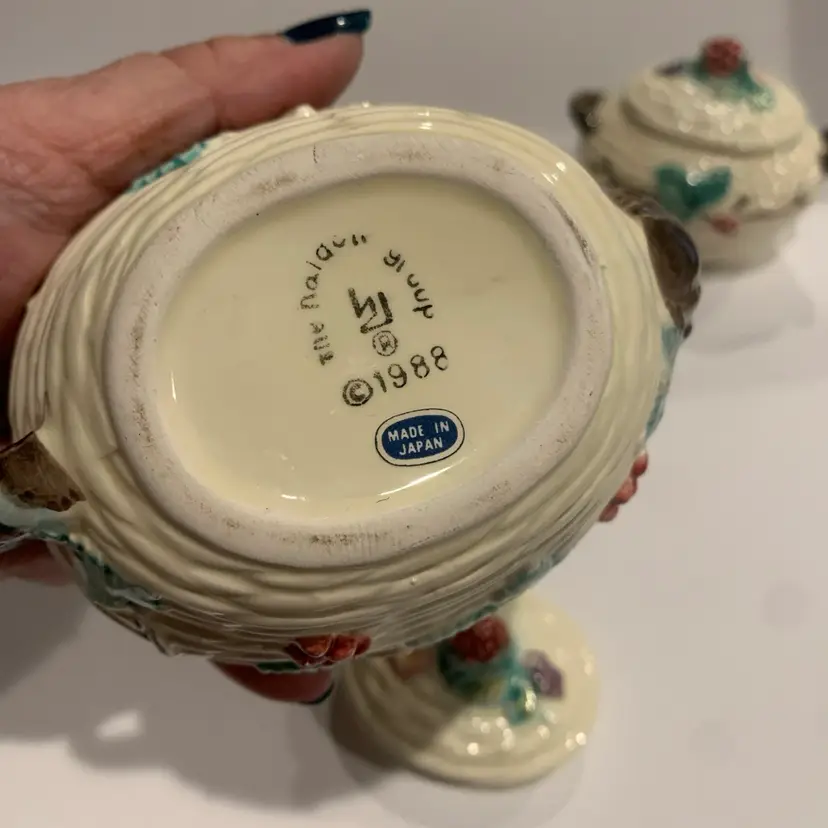 the haldon group
®
©1988
MADE IN
JAPAN